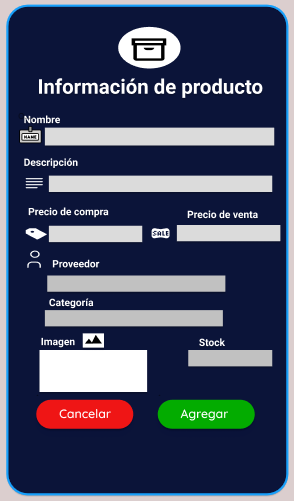 Información de producto
Nombre
NAME
Descripción
Precio de compra
Precio de venta
SALE
Proveedor
Categoría
Imagen
Stock
Cancelar
Agregar